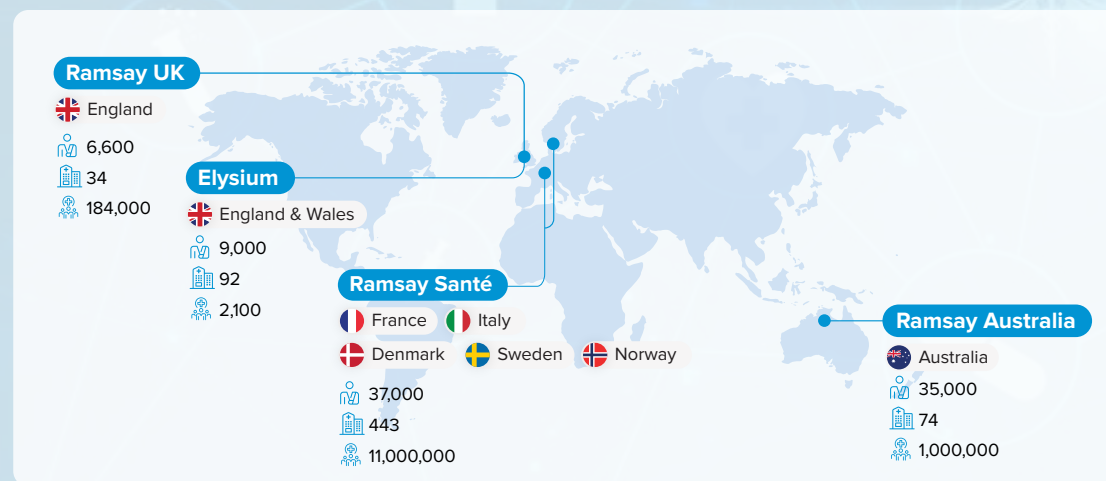 Ramsay UK
England
6,600
34
184,000
Elysium
England & Wales
9,000
92
2,100
Ramsay Santé
France Italy
Denmark Sweden Norway
37,000
443
11,000,000
Ramsay Australia
Australia
35,000
74
1,000,000